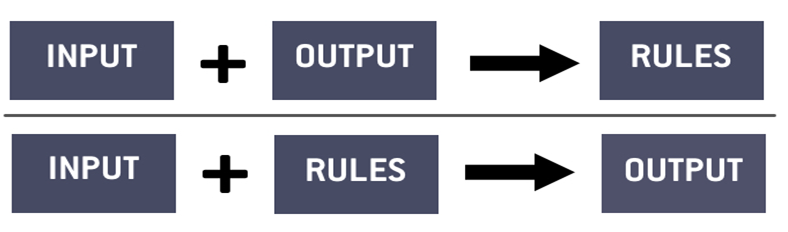 INPUT + OUTPUT → RULES
INPUT + RULES → OUTPUT